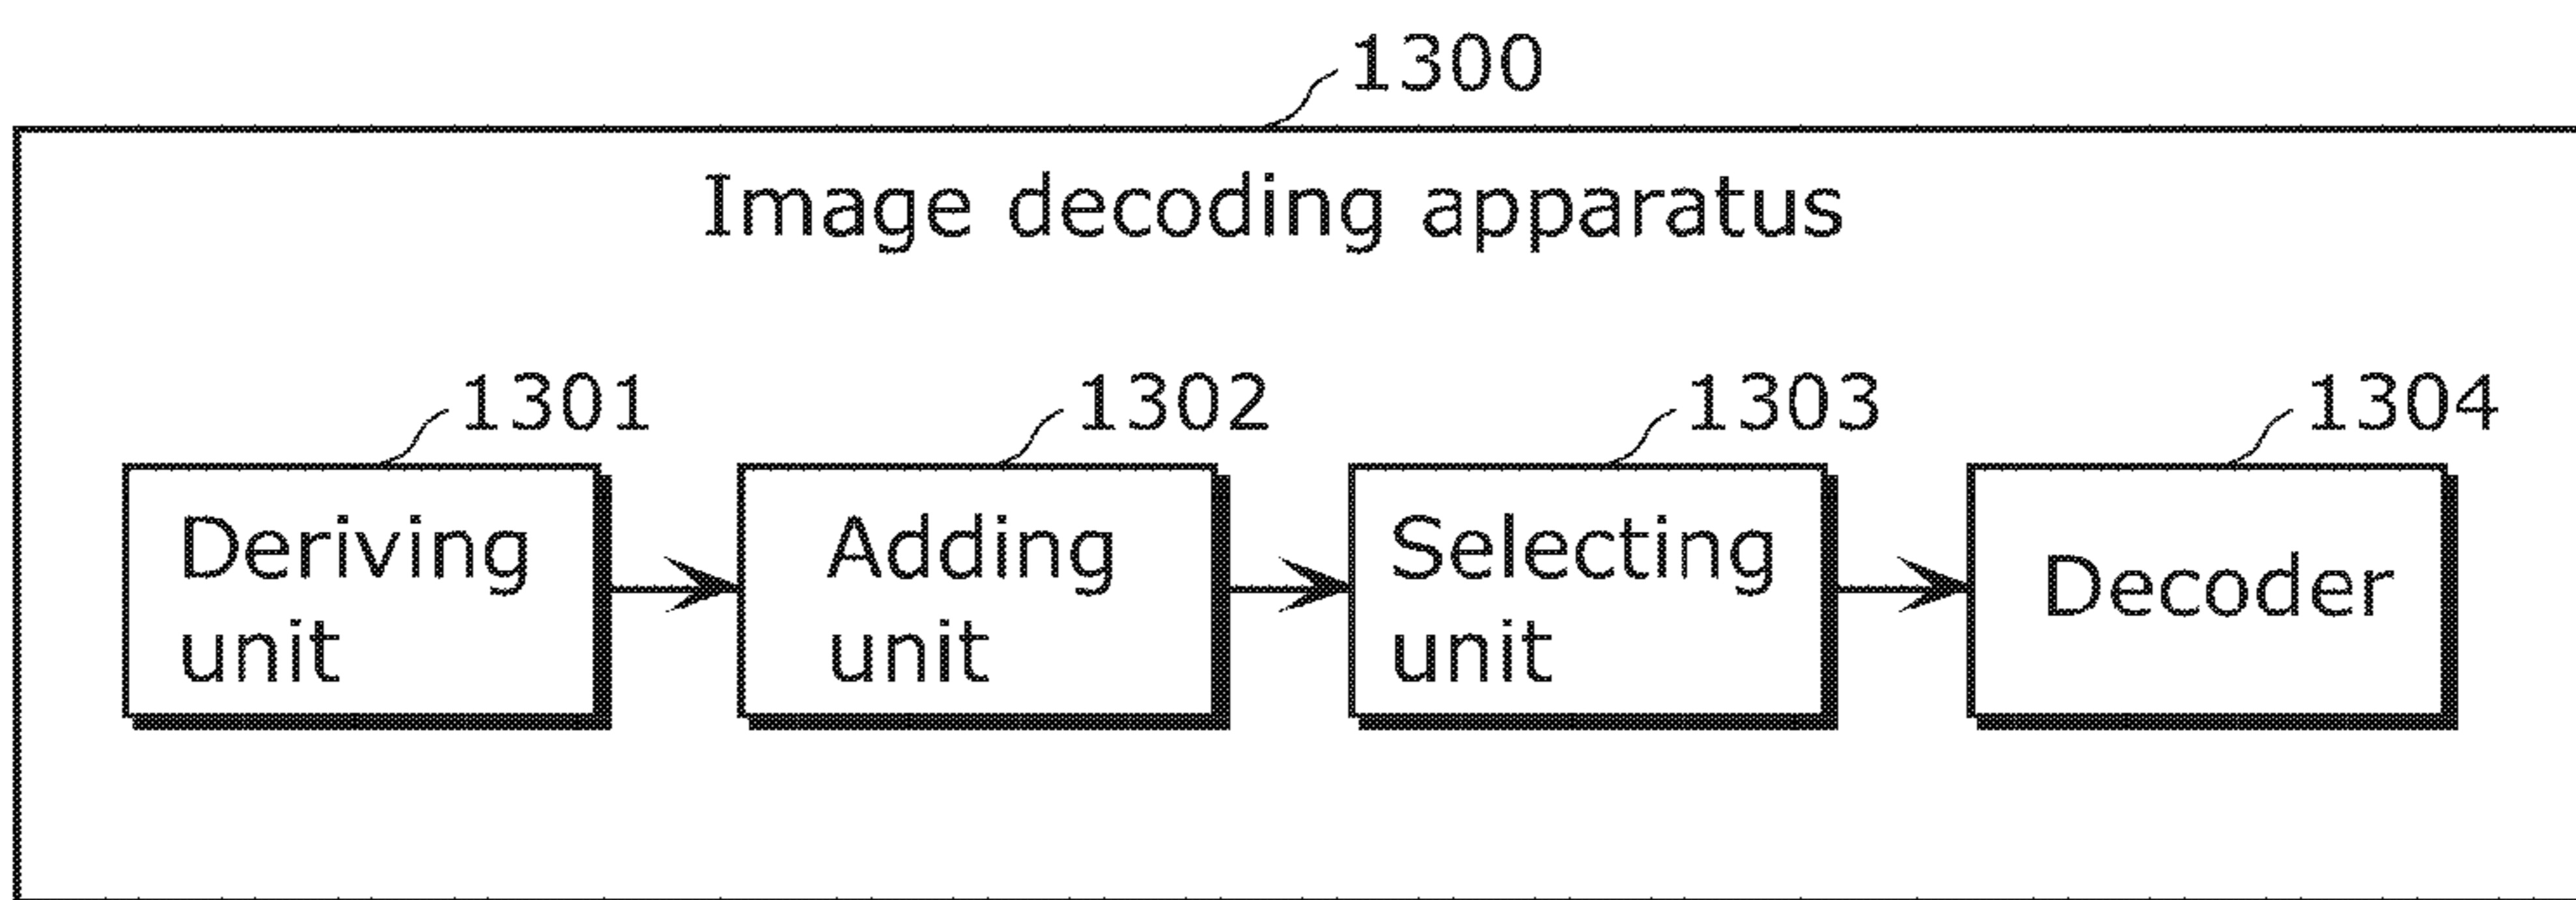 1300
Image decoding apparatus
1301
1302
1303
1304
Deriving
unit
Adding
unit
Selecting
unit
Decoder